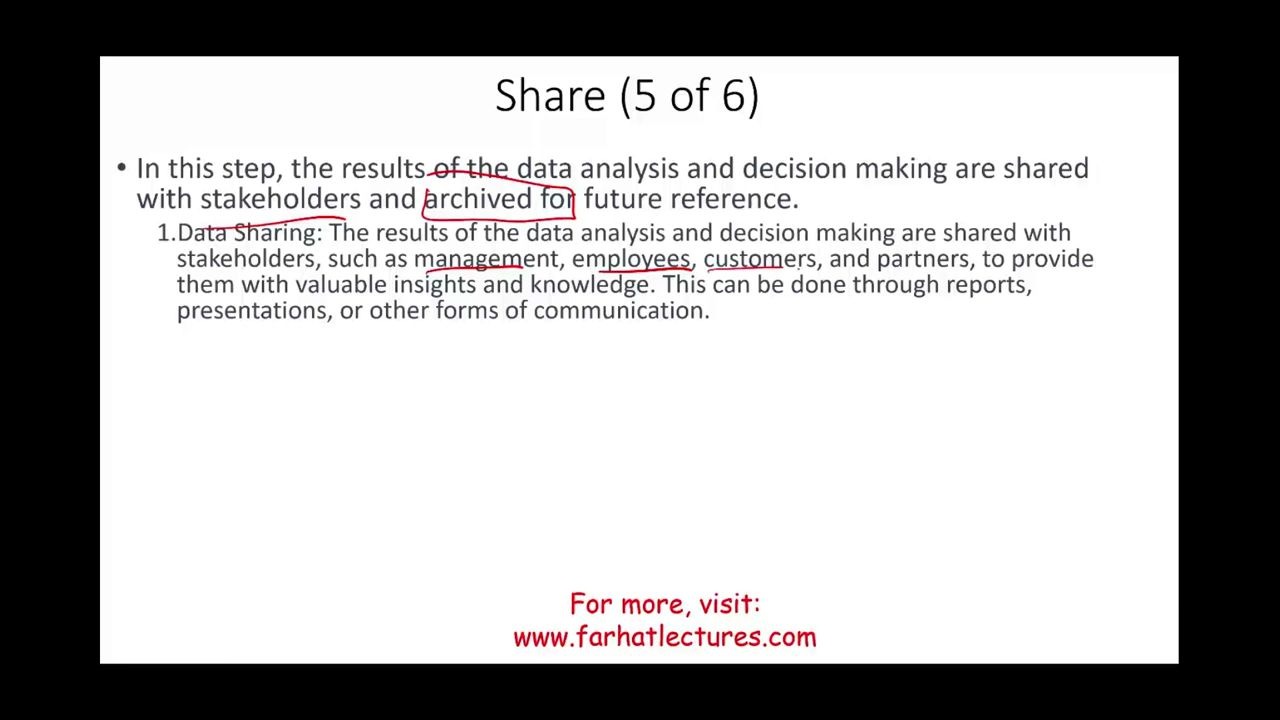 Share (5 of 6)
• In this step, the results of the data analysis and decision making are shared
with stakeholders and archived for future reference.
1.Data Sharing: The results of the data analysis and decision making are shared with
stakeholders, such as management, employees, customers, and partners, to provide
them with valuable insights and knowledge. This can be done through reports,
presentations, or other forms of communication.
For more, visit:
www.farhatlectures.com